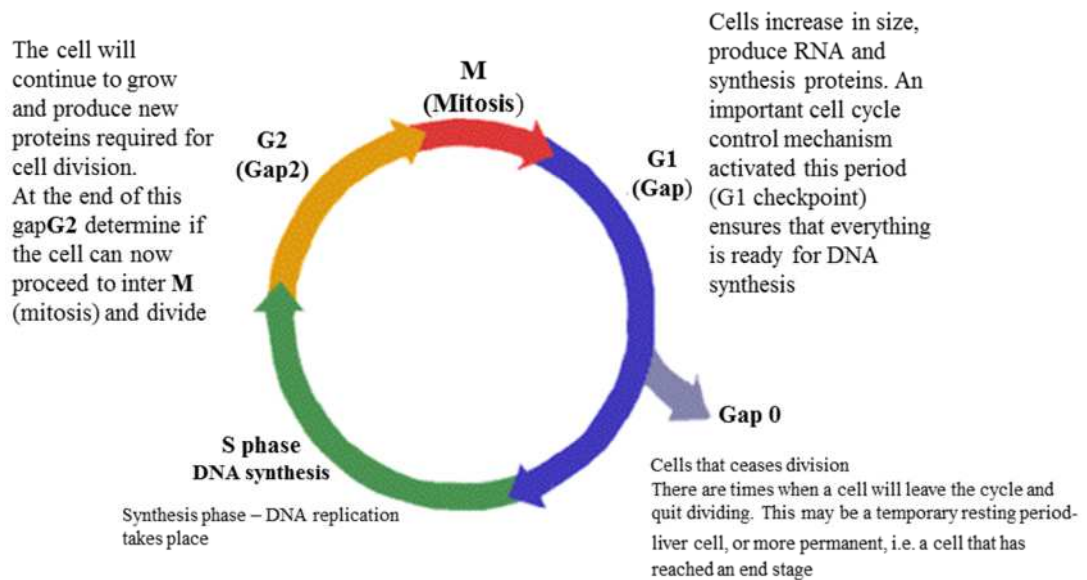 The cell will
continue to grow
and produce new
proteins required for
cell division.
At the end of this
gapG2 determine if
the cell can now
proceed to inter M
(mitosis) and divide
G2
(Gap2)
M
(Mitosis)
G1
(Gap)
Cells increase in size,
produce RNA and
synthesis proteins. An
important cell cycle
control mechanism
activated this period
(G1 checkpoint)
ensures that everything
is ready for DNA
synthesis
Gap 0
Cells that ceases division
There are times when a cell will leave the cycle and
quit dividing. This may be a temporary resting period-
liver cell, or more permanent, i.e. a cell that has
reached an end stage
S phase
DNA synthesis
Synthesis phase – DNA replication
takes place